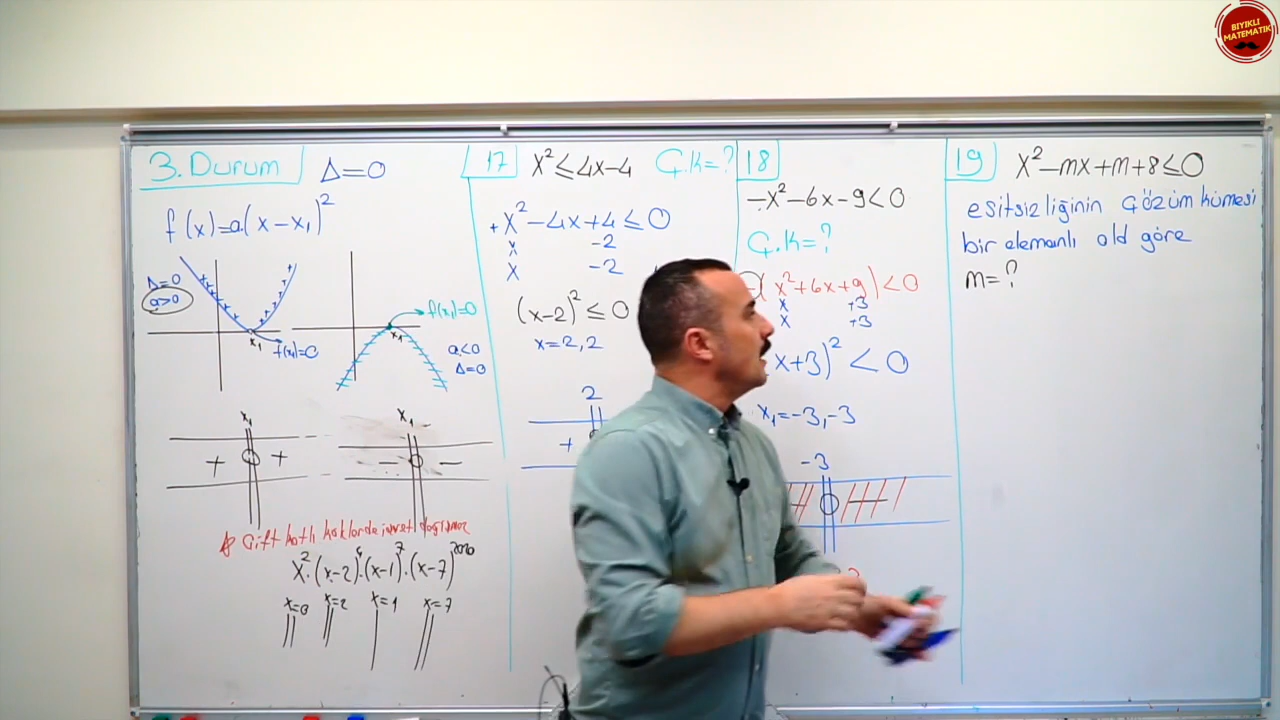 BIYIKLI
MATEMATİK
3. Durum Δ=0
f(x)=a.(x-x₁)²
Δ=0
a>0
x₁
f(x₁)=0
f(x₁)=0
x₁
a<0
Δ=0
x₁ x₁
+ + - -
Çift katlı köklerde işaret değişmez
x².(x-2)⁴.(x-1)⁷.(x-7)²⁰²⁰
x=0 x=2 x=1 x=7
17 x²≤4x-4 Ç.K=?
+x²-4x+4≤0
x -2
x -2
(x-2)²≤0
x=2,2
2
+
18
-x²-6x-9<0
Ç.K=?
-(x²+6x+9)<0
x +3
x +3
x+3)²<0
x₁=-3,-3
-3
19 x²-mx+m+8≤0
esitsizliğinin çözüm kümesi
bir elemanlı old göre
m=?